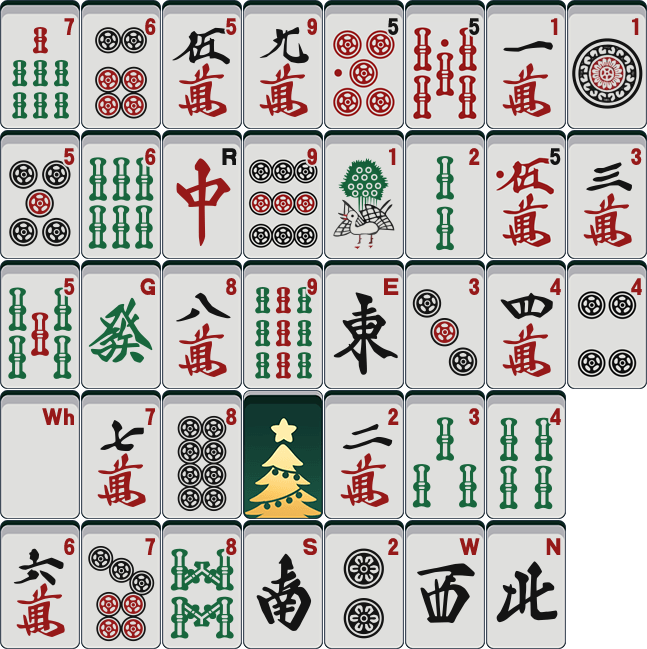 7 6 5 伍萬 9 九萬 5 5 1 一萬 1
5 6 R 中 9 1 2 5 伍萬 3 三萬
5 G 發 8 八萬 9 E 東 3 4 四萬 4
Wh 7 七萬 8 2 二萬 3 4
6 六萬 7 8 S 南 2 W 西 N 北